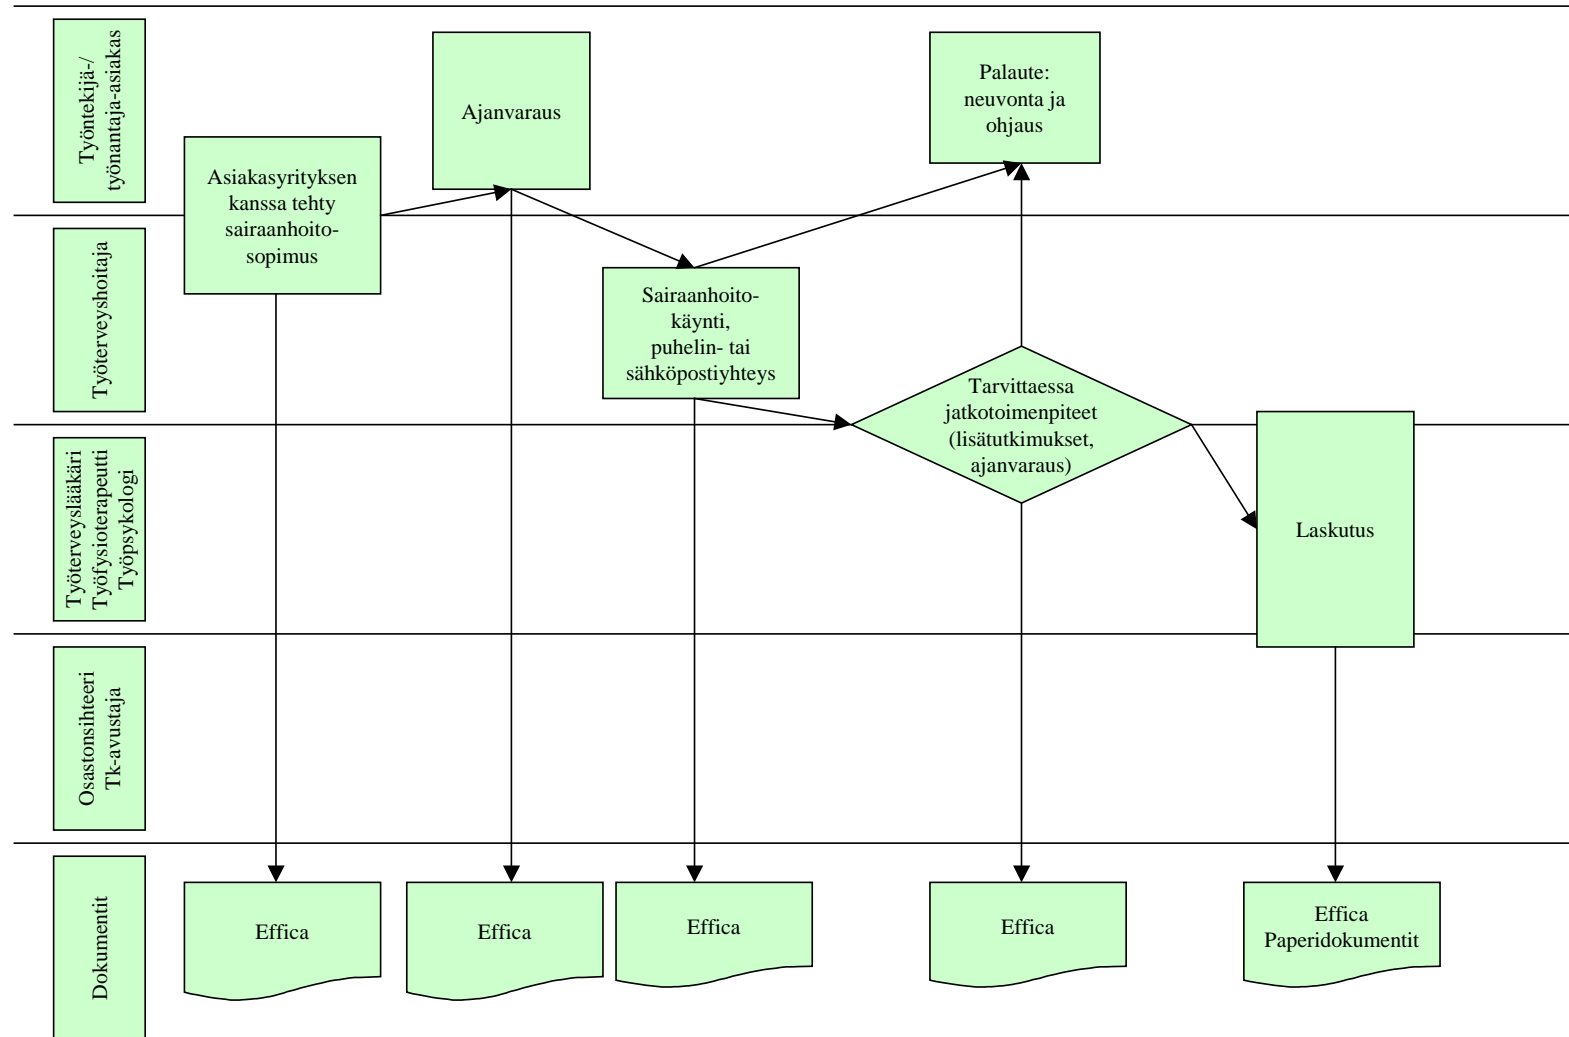 Työntekijä-/
työnantaja-asiakas
Ajanvaraus
Palaute:
neuvonta ja
ohjaus
Asiakasyrityksen
kanssa tehty
sairaanhoito-
sopimus
Työterveyshoitaja
Sairaanhoito-
käynti,
puhelin- tai
sähköpostiyhteys
Tarvittaessa
jatkotoimenpiteet
(lisätutkimukset,
ajanvaraus)
Työterveyslääkäri
Työfysioterapeutti
Työpsykologi
Laskutus
Osastonsihteeri
Tk-avustaja
Dokumentit
Effica
Effica
Effica
Effica
Effica
Paperidokumentit